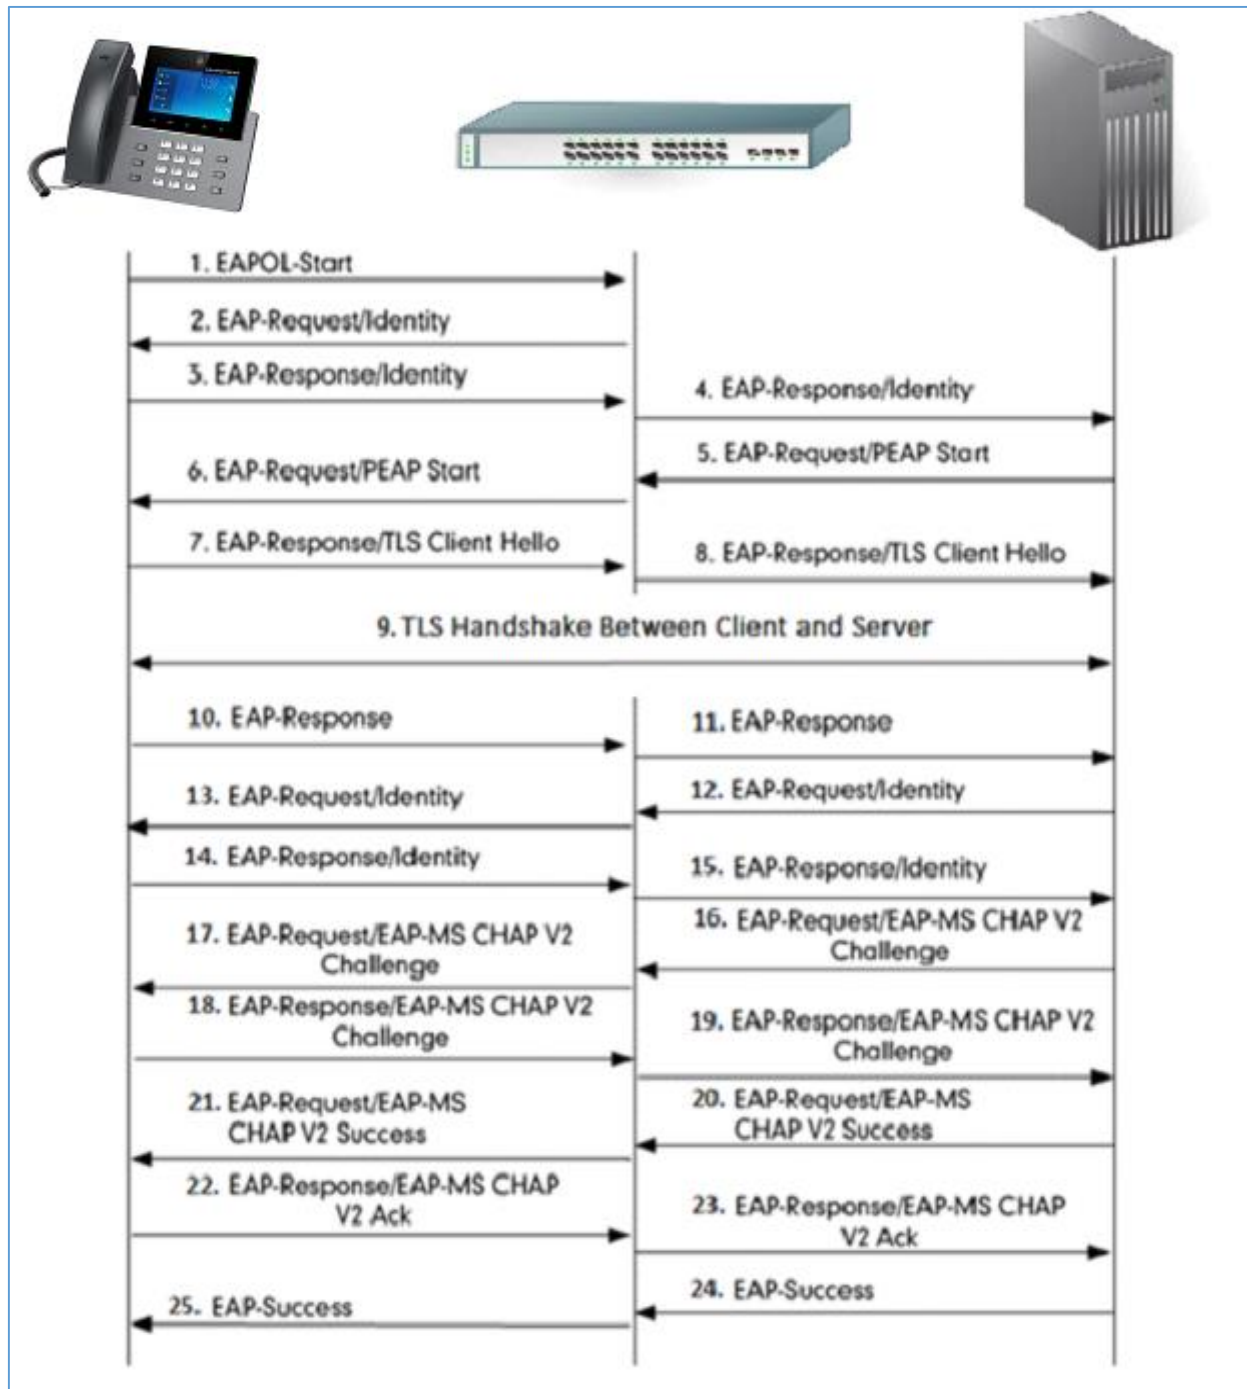 1. EAPOL-Start
2. EAP-Request/Identity
3. EAP-Response/Identity
4. EAP-Response/Identity
5. EAP-Request/PEAP Start
6. EAP-Request/PEAP Start
7. EAP-Response/TLS Client Hello
8. EAP-Response/TLS Client Hello
9. TLS Handshake Between Client and Server
10. EAP-Response
11. EAP-Response
12. EAP-Request/Identity
13. EAP-Request/Identity
14. EAP-Response/Identity
15. EAP-Response/Identity
16. EAP-Request/EAP-MS CHAP V2
Challenge
17. EAP-Request/EAP-MS CHAP V2
Challenge
18. EAP-Response/EAP-MS CHAP V2
Challenge
19. EAP-Response/EAP-MS CHAP V2
Challenge
20. EAP-Request/EAP-MS
CHAP V2 Success
21. EAP-Request/EAP-MS
CHAP V2 Success
22. EAP-Response/EAP-MS CHAP
V2 Ack
23. EAP-Response/EAP-MS CHAP
V2 Ack
24. EAP-Success
25. EAP-Success